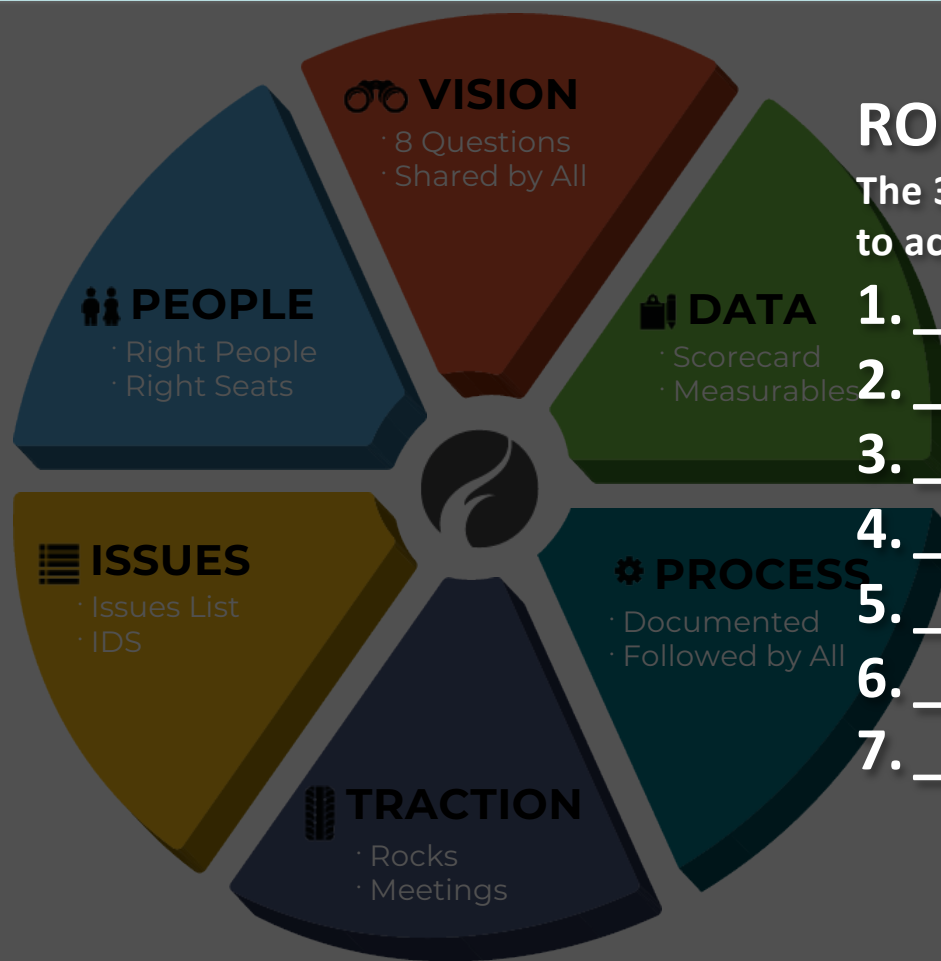 VISION
· 8 Questions
· Shared by All
PEOPLE
· Right People
· Right Seats
DATA
· Scorecard
· Measurables
ISSUES
· Issues List
· IDS
PROCESS
· Documented
· Followed by All
TRACTION
· Rocks
· Meetings
RO
The 3
to ac
1. _
2. _
3. _
4. _
5. _
6. _
7. _